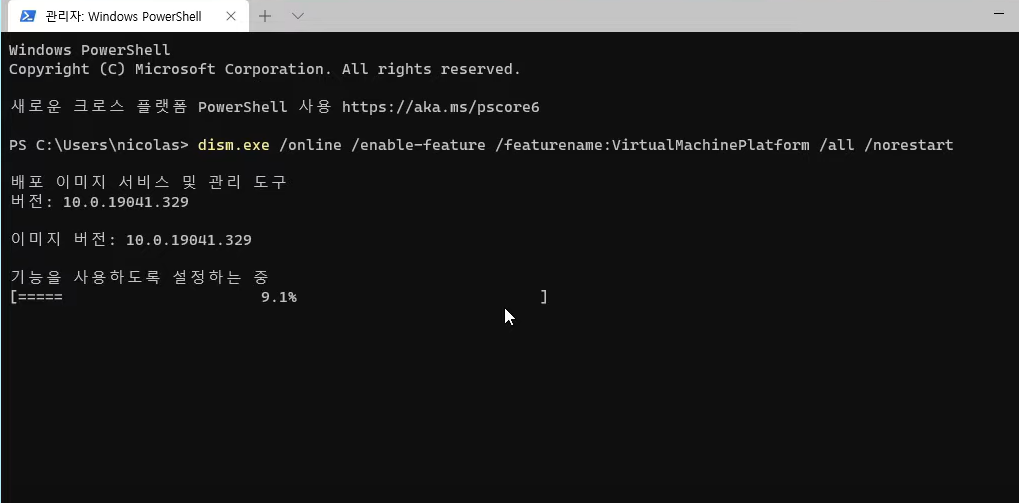 관리자: Windows PowerShell
Windows PowerShell
Copyright (C) Microsoft Corporation. All rights reserved.
새로운 크로스 플랫폼 PowerShell 사용 https://aka.ms/pscore6
PS C:\Users\nicolas> dism.exe /online /enable-feature /featurename:VirtualMachinePlatform /all /norestart
배포 이미지 서비스 및 관리 도구
버전: 10.0.19041.329
이미지 버전: 10.0.19041.329
기능을 사용하도록 설정하는 중
[===== 9.1% ]